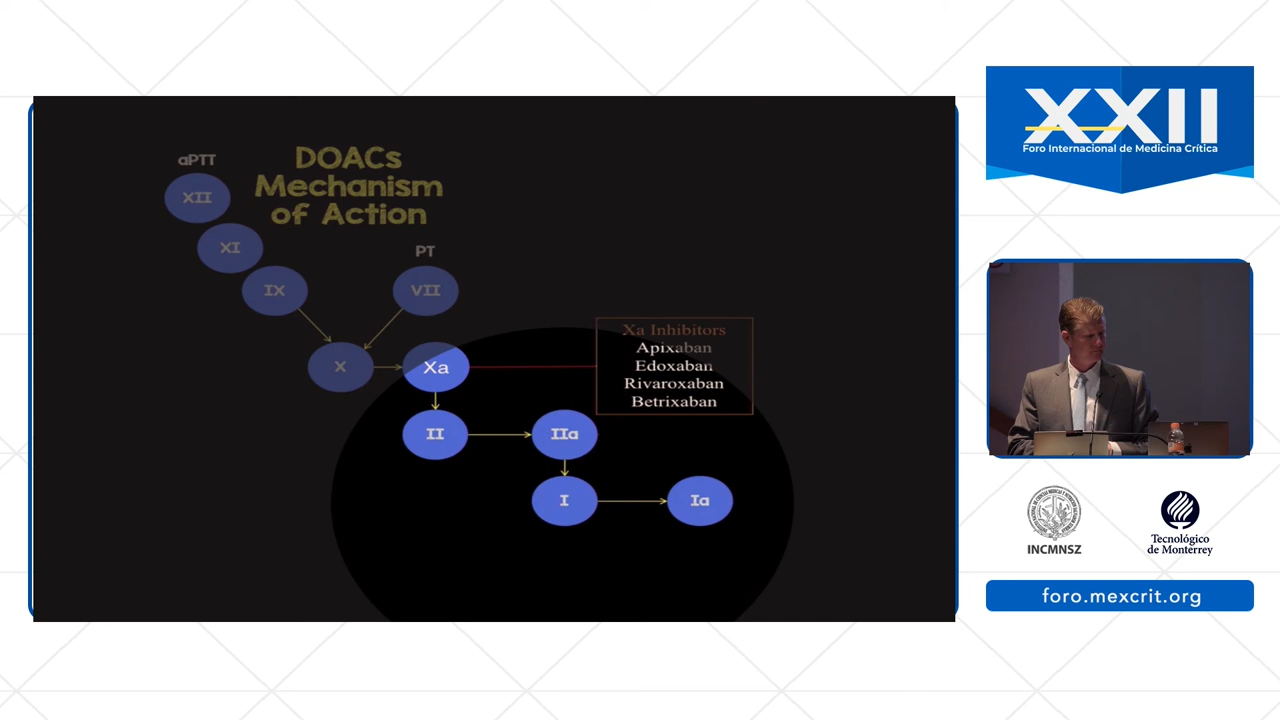 DOACs
Mechanism
of Action
aPTT
XII
XI
IX
PT
VII
X
Xa
II
IIa
I
Ia
Xa Inhibitors
Apixaban
Edoxaban
Rivaroxaban
Betrixaban
XXII
Foro Internacional de Medicina Crítica
INCMNSZ
Tecnológico
de Monterrey
foro.mexcrit.org